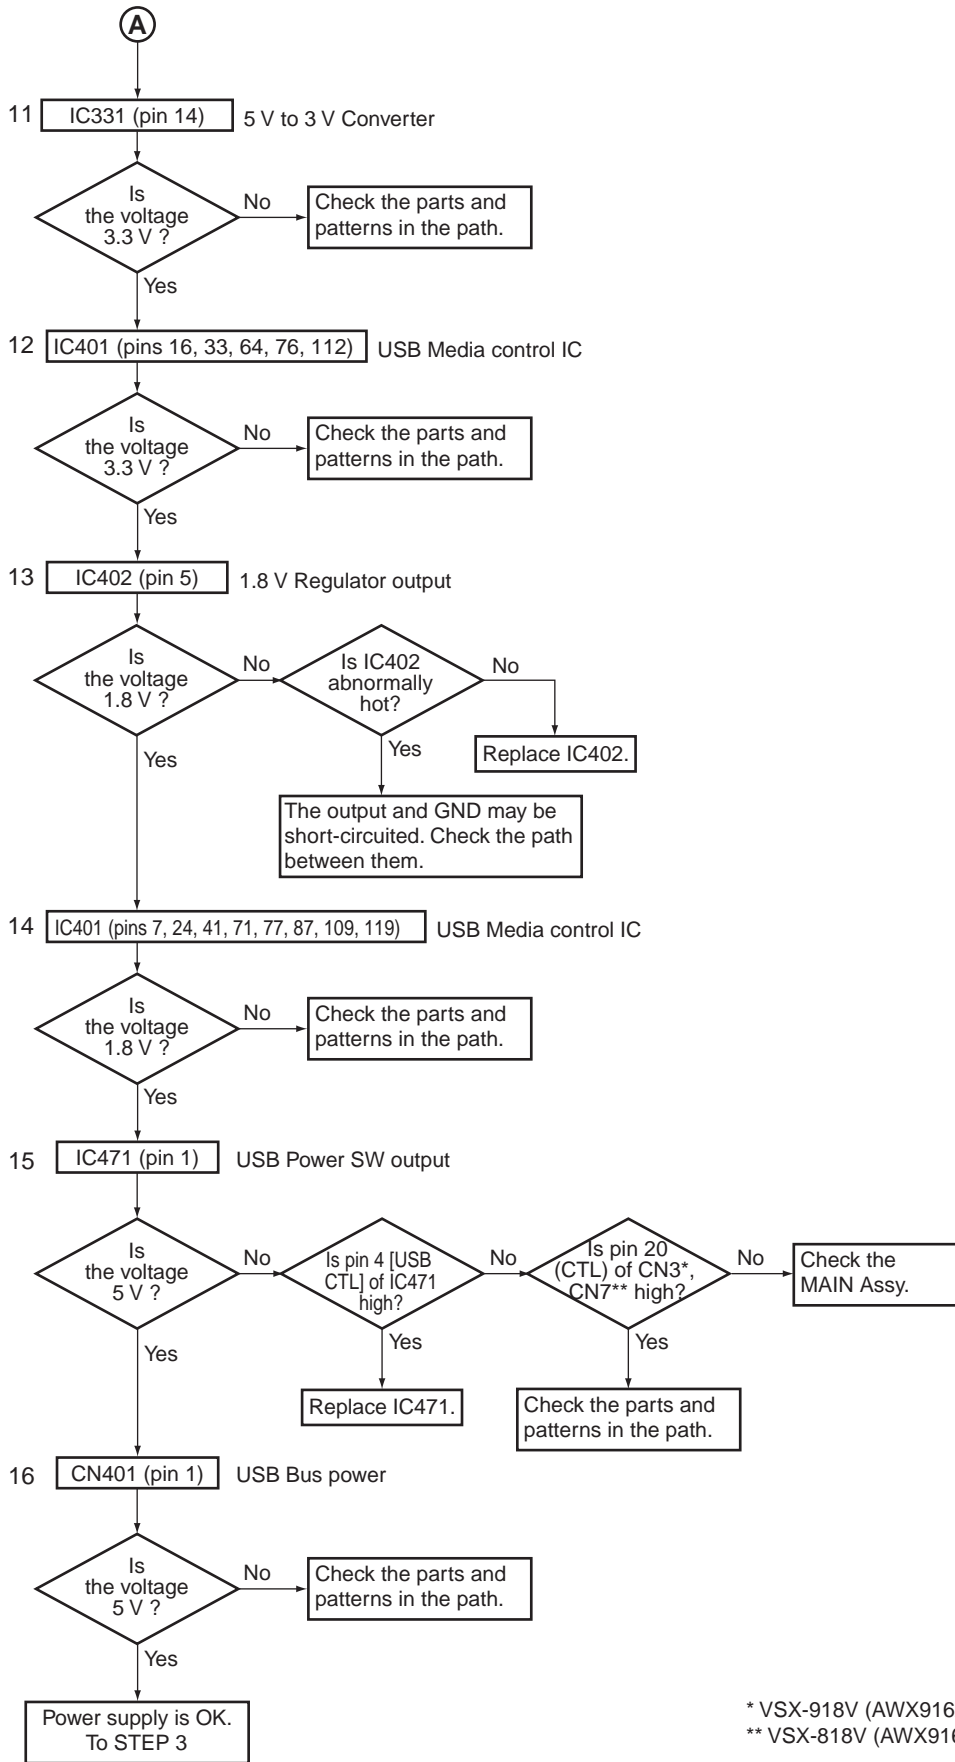 A
11 IC331 (pin 14) 5 V to 3 V Converter
Is
the voltage
3.3 V ?
No
Check the parts and
patterns in the path.
Yes
12 IC401 (pins 16, 33, 64, 76, 112) USB Media control IC
Is
the voltage
3.3 V ?
No
Check the parts and
patterns in the path.
Yes
13 IC402 (pin 5) 1.8 V Regulator output
Is
the voltage
1.8 V ?
No
Is IC402
abnormally
hot?
No
Replace IC402.
Yes
The output and GND may be
short-circuited. Check the path
between them.
Yes
14 IC401 (pins 7, 24, 41, 71, 77, 87, 109, 119) USB Media control IC
Is
the voltage
1.8 V ?
No
Check the parts and
patterns in the path.
Yes
15 IC471 (pin 1) USB Power SW output
Is
the voltage
5 V ?
No
Is pin 4 [USB
CTL] of IC471
high?
No
Is pin 20
(CTL) of CN3*,
CN7** high?
No
Check the
MAIN Assy.
Yes
Replace IC471.
Yes
Check the parts and
patterns in the path.
Yes
16 CN401 (pin 1) USB Bus power
Is
the voltage
5 V ?
No
Check the parts and
patterns in the path.
Yes
Power supply is OK.
To STEP 3
* VSX-918V (AWX916
** VSX-818V (AWX916